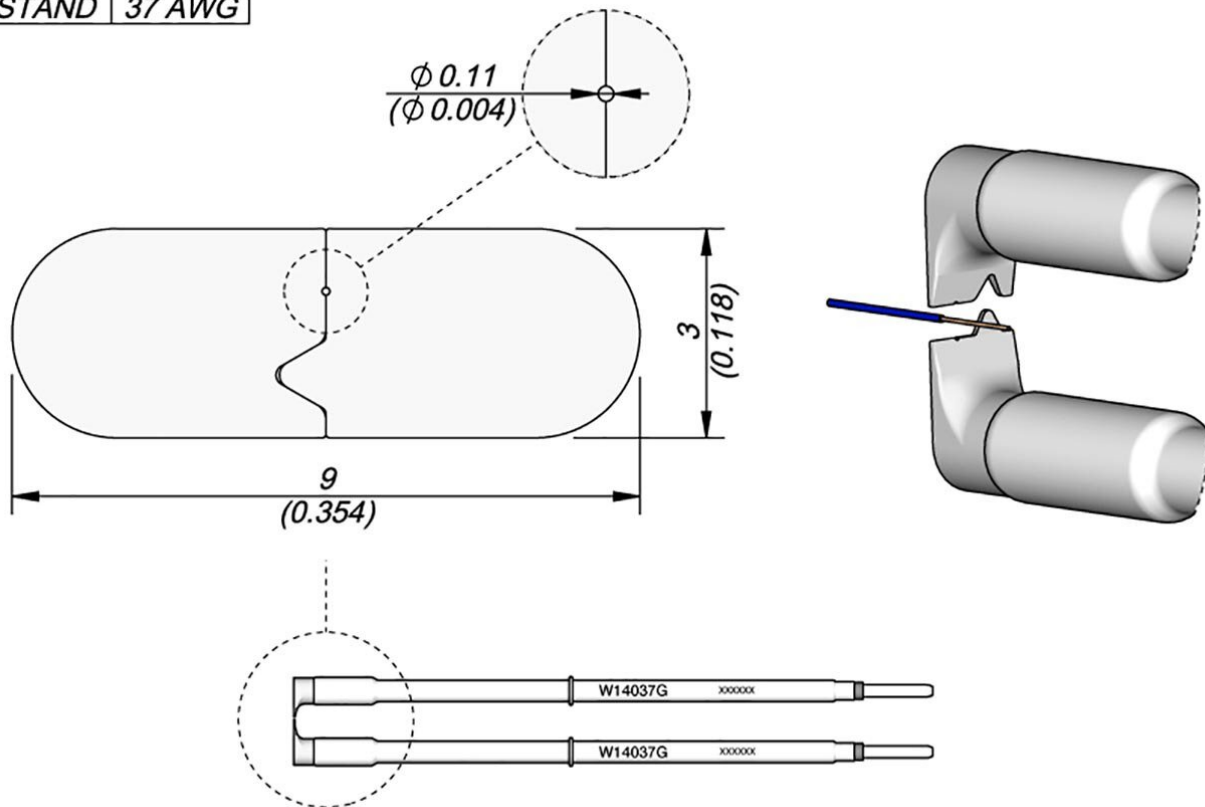 STAND 37 AWG
Ø 0.11
(Ø 0.004)
3
(0.118)
9
(0.354)
W14037G xxxxxx
W14037G xxxxxx